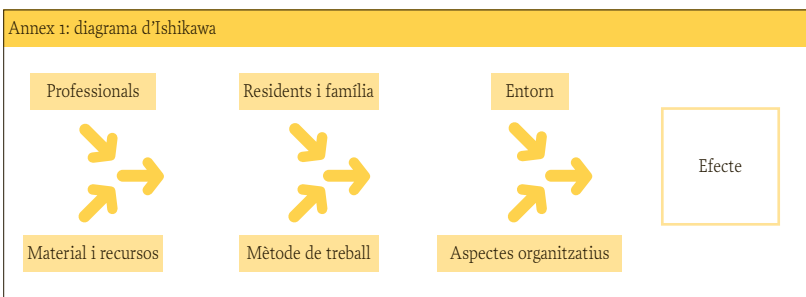 Annex 1: diagrama d’Ishikawa
Professionals
Residents i família
Entorn
Efecte
Material i recursos
Mètode de treball
Aspectes organitzatius